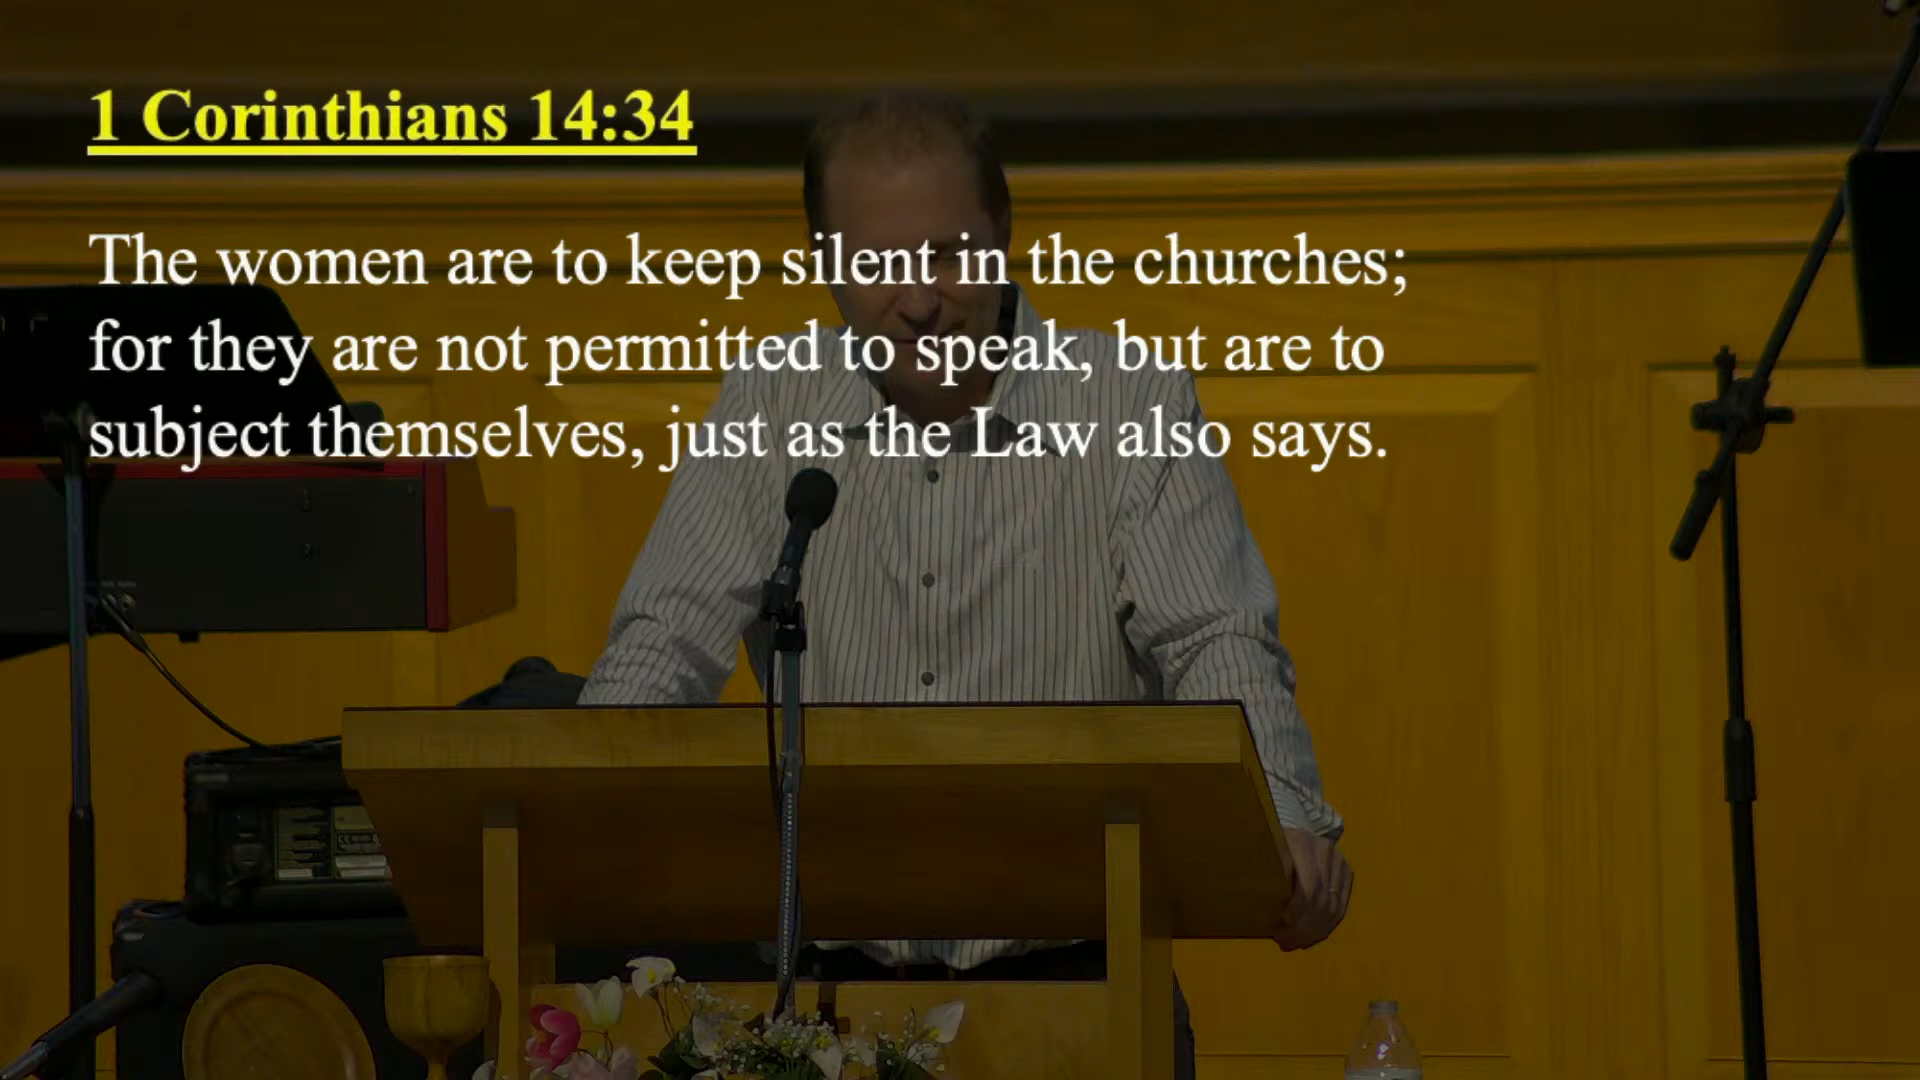 1 Corinthians 14:34
The women are to keep silent in the churches;
for they are not permitted to speak, but are to
subject themselves, just as the Law also says.